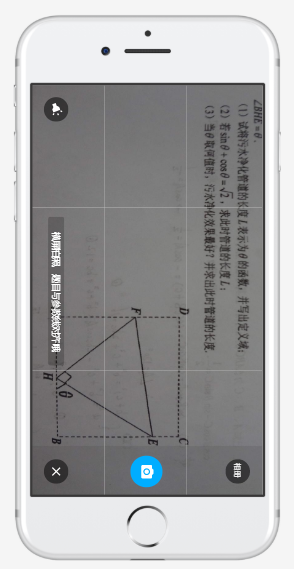 ∠BHE=θ.
(1) 试将污水净化管道的长度L表示为θ的函数,并写出定义域;
(2) 若sinθ+cosθ=√2,求此时管道的长度L;
(3) 当θ取何值时,污水净化效果最好?并求出此时管道的长度.
D
C
F
E
H
θ
B
横屏拍照 题目与参考线对齐哦
相册